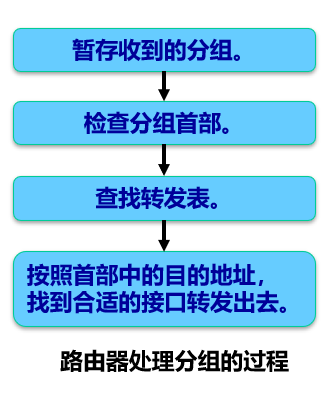 暂存收到的分组。
检查分组首部。
查找转发表。
按照首部中的目的地址，
找到合适的接口转发出去。
路由器处理分组的过程